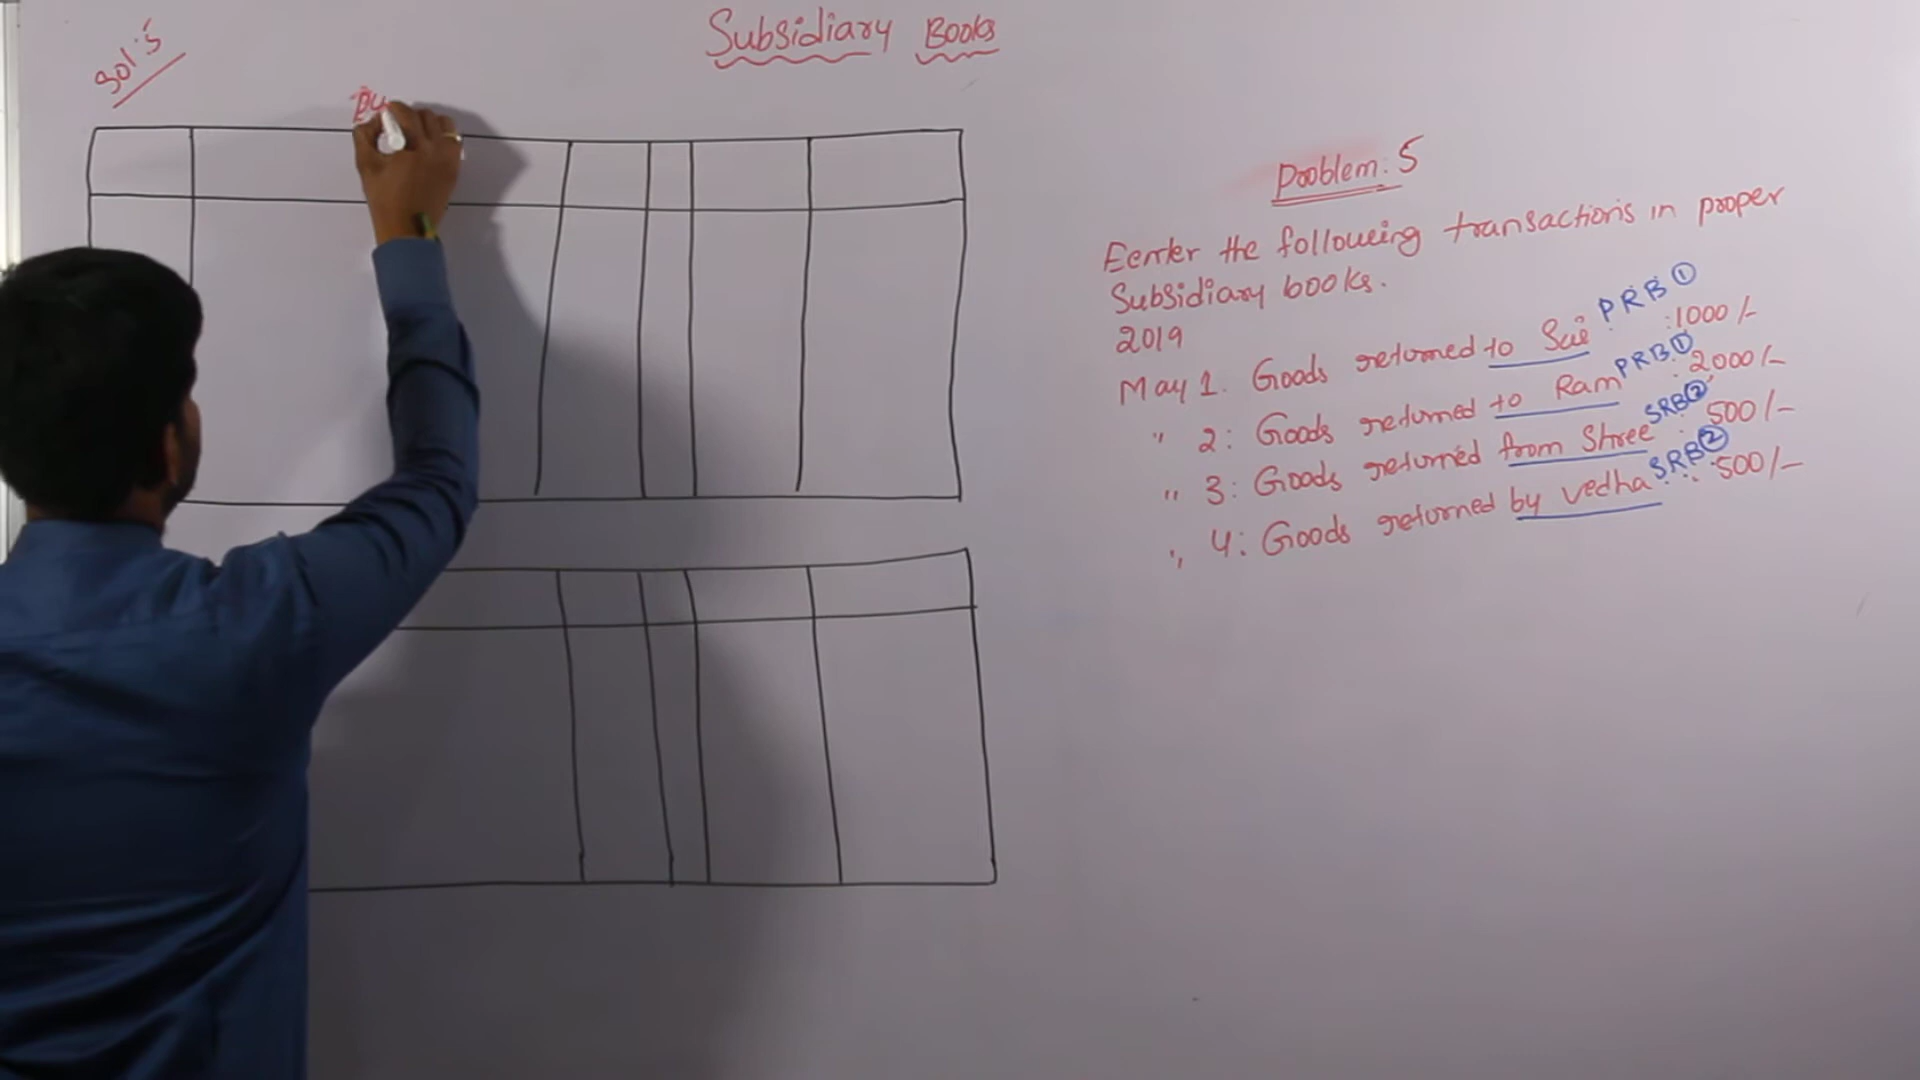 Subsidiary Books
Sol:5
Pu
Problem: 5
Eenter the following transactions in proper
Subsidiary books.
2019
May 1. Goods returned to Sai PRB ① :1000/-
" 2: Goods returned to Ram PRB ① : 2000/-
" 3: Goods returned from Shree SRB ② : 500/-
" 4: Goods returned by vedha SRB ② : 500/-